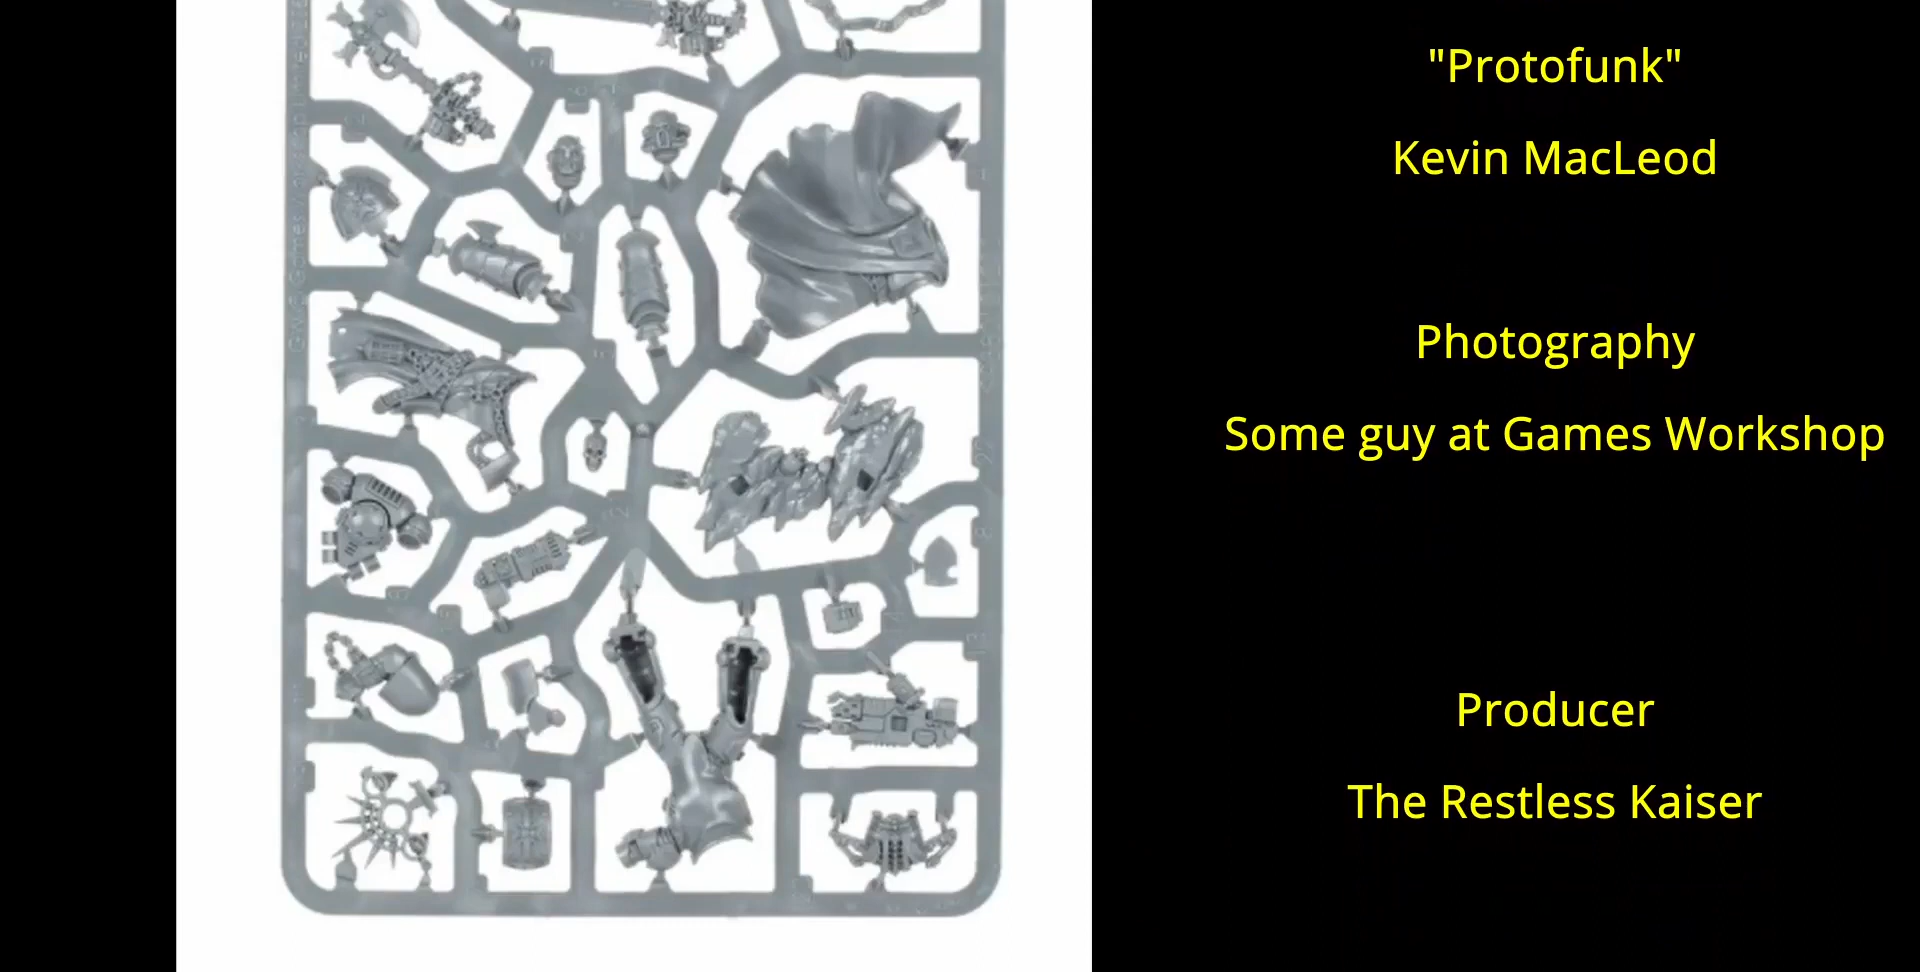 "Protofunk"
Kevin MacLeod
Photography
Some guy at Games Workshop
Producer
The Restless Kaiser